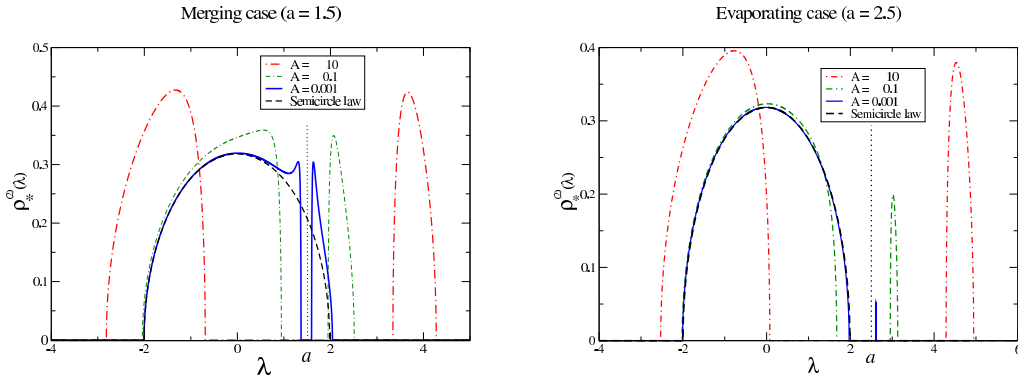 Merging case (a = 1.5)
0.5
0.4
0.3
0.2
0.1
0
ρ*^(2)(λ)
A = 10
A = 0.1
A = 0.001
Semicircle law
-4
-2
0
2
4
a
λ
Evaporating case (a = 2.5)
0.4
0.3
0.2
0.1
0
ρ*^(2)(λ)
A = 10
A = 0.1
A = 0.001
Semicircle law
-4
-2
0
2
4
6
a
λ